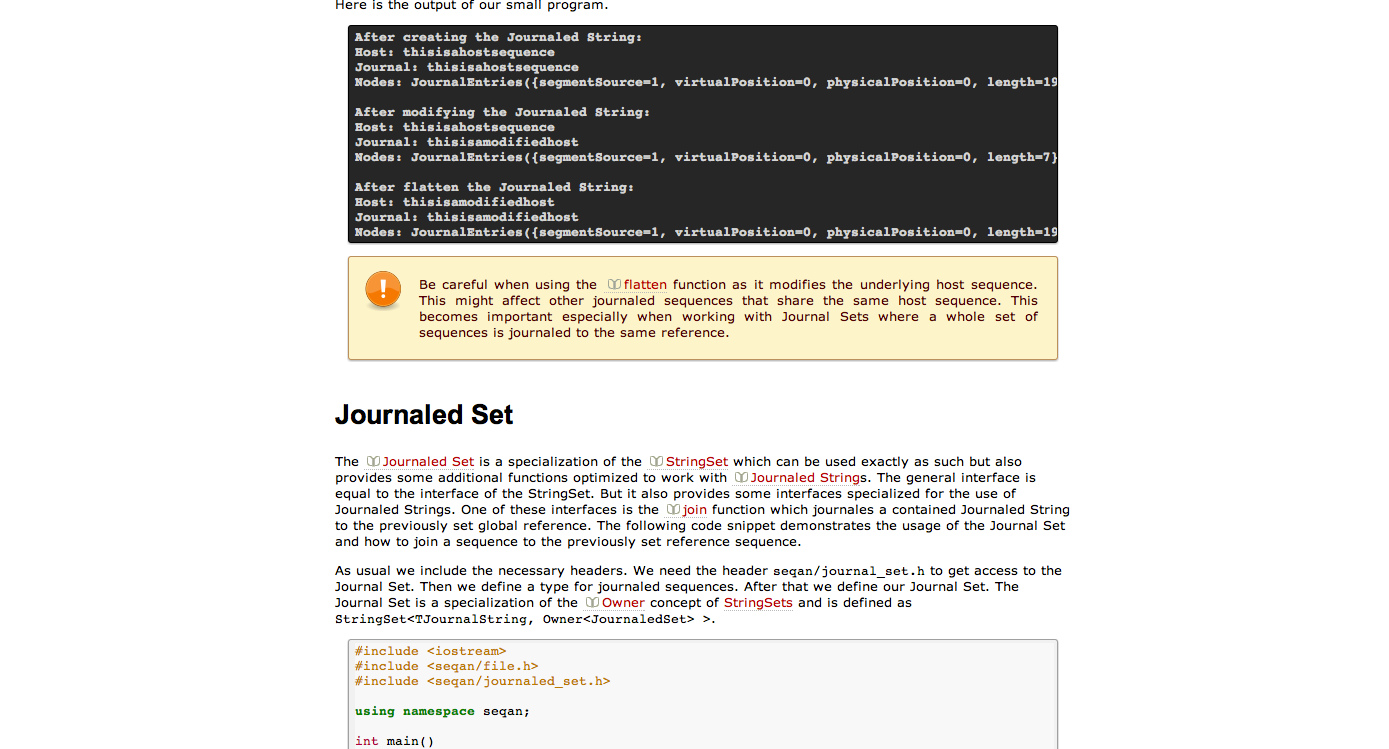 Here is the output of our small program.
After creating the Journaled String:
Host: thisisahostsequence
Journal: thisisahostsequence
Nodes: JournalEntries({segmentSource=1, virtualPosition=0, physicalPosition=0, length=19
After modifying the Journaled String:
Host: thisisahostsequence
Journal: thisisamodifiedhost
Nodes: JournalEntries({segmentSource=1, virtualPosition=0, physicalPosition=0, length=7}
After flatten the Journaled String:
Host: thisisamodifiedhost
Journal: thisisamodifiedhost
Nodes: JournalEntries({segmentSource=1, virtualPosition=0, physicalPosition=0, length=19
Be careful when using the flatten function as it modifies the underlying host sequence.
This might affect other journaled sequences that share the same host sequence. This
becomes important especially when working with Journal Sets where a whole set of
sequences is journaled to the same reference.
Journaled Set
The Journaled Set is a specialization of the StringSet which can be used exactly as such but also
provides some additional functions optimized to work with Journaled Strings. The general interface is
equal to the interface of the StringSet. But it also provides some interfaces specialized for the use of
Journaled Strings. One of these interfaces is the join function which journales a contained Journaled String
to the previously set global reference. The following code snippet demonstrates the usage of the Journal Set
and how to join a sequence to the previously set reference sequence.
As usual we include the necessary headers. We need the header seqan/journal_set.h to get access to the
Journal Set. Then we define a type for journaled sequences. After that we define our Journal Set. The
Journal Set is a specialization of the Owner concept of StringSets and is defined as
StringSet<TJournalString, Owner<JournaledSet> >.
#include <iostream>
#include <seqan/file.h>
#include <seqan/journaled_set.h>
using namespace seqan;
int main()